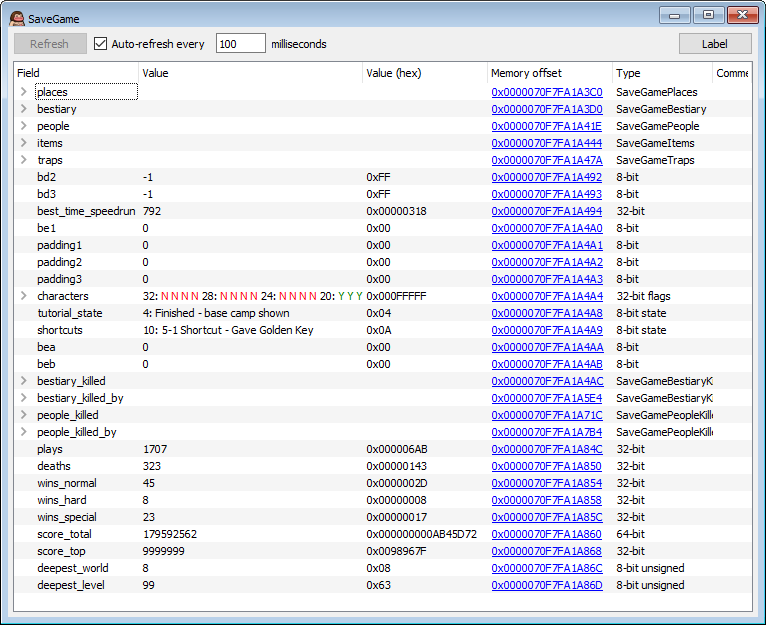 SaveGame
Refresh Auto-refresh every 100 milliseconds Label
Field Value Value (hex) Memory offset Type Comme
places 0x0000070F7FA1A3C0 SaveGamePlaces
bestiary 0x0000070F7FA1A3D0 SaveGameBestiary
people 0x0000070F7FA1A41E SaveGamePeople
items 0x0000070F7FA1A444 SaveGameItems
traps 0x0000070F7FA1A47A SaveGameTraps
bd2 -1 0xFF 0x0000070F7FA1A492 8-bit
bd3 -1 0xFF 0x0000070F7FA1A493 8-bit
best_time_speedrun 792 0x00000318 0x0000070F7FA1A494 32-bit
be1 0 0x00 0x0000070F7FA1A4A0 8-bit
padding1 0 0x00 0x0000070F7FA1A4A1 8-bit
padding2 0 0x00 0x0000070F7FA1A4A2 8-bit
padding3 0 0x00 0x0000070F7FA1A4A3 8-bit
characters 32: N N N N 28: N N N N 24: N N N N 20: Y Y Y 0x000FFFFF 0x0000070F7FA1A4A4 32-bit flags
tutorial_state 4: Finished - base camp shown 0x04 0x0000070F7FA1A4A8 8-bit state
shortcuts 10: 5-1 Shortcut - Gave Golden Key 0x0A 0x0000070F7FA1A4A9 8-bit state
bea 0 0x00 0x0000070F7FA1A4AA 8-bit
beb 0 0x00 0x0000070F7FA1A4AB 8-bit
bestiary_killed 0x0000070F7FA1A4AC SaveGameBestiaryK
bestiary_killed_by 0x0000070F7FA1A5E4 SaveGameBestiaryK
people_killed 0x0000070F7FA1A71C SaveGamePeopleKille
people_killed_by 0x0000070F7FA1A7B4 SaveGamePeopleKille
plays 1707 0x000006AB 0x0000070F7FA1A84C 32-bit
deaths 323 0x00000143 0x0000070F7FA1A850 32-bit
wins_normal 45 0x0000002D 0x0000070F7FA1A854 32-bit
wins_hard 8 0x00000008 0x0000070F7FA1A858 32-bit
wins_special 23 0x00000017 0x0000070F7FA1A85C 32-bit
score_total 179592562 0x000000000AB45D72 0x0000070F7FA1A860 64-bit
score_top 9999999 0x0098967F 0x0000070F7FA1A868 32-bit
deepest_world 8 0x08 0x0000070F7FA1A86C 8-bit unsigned
deepest_level 99 0x63 0x0000070F7FA1A86D 8-bit unsigned